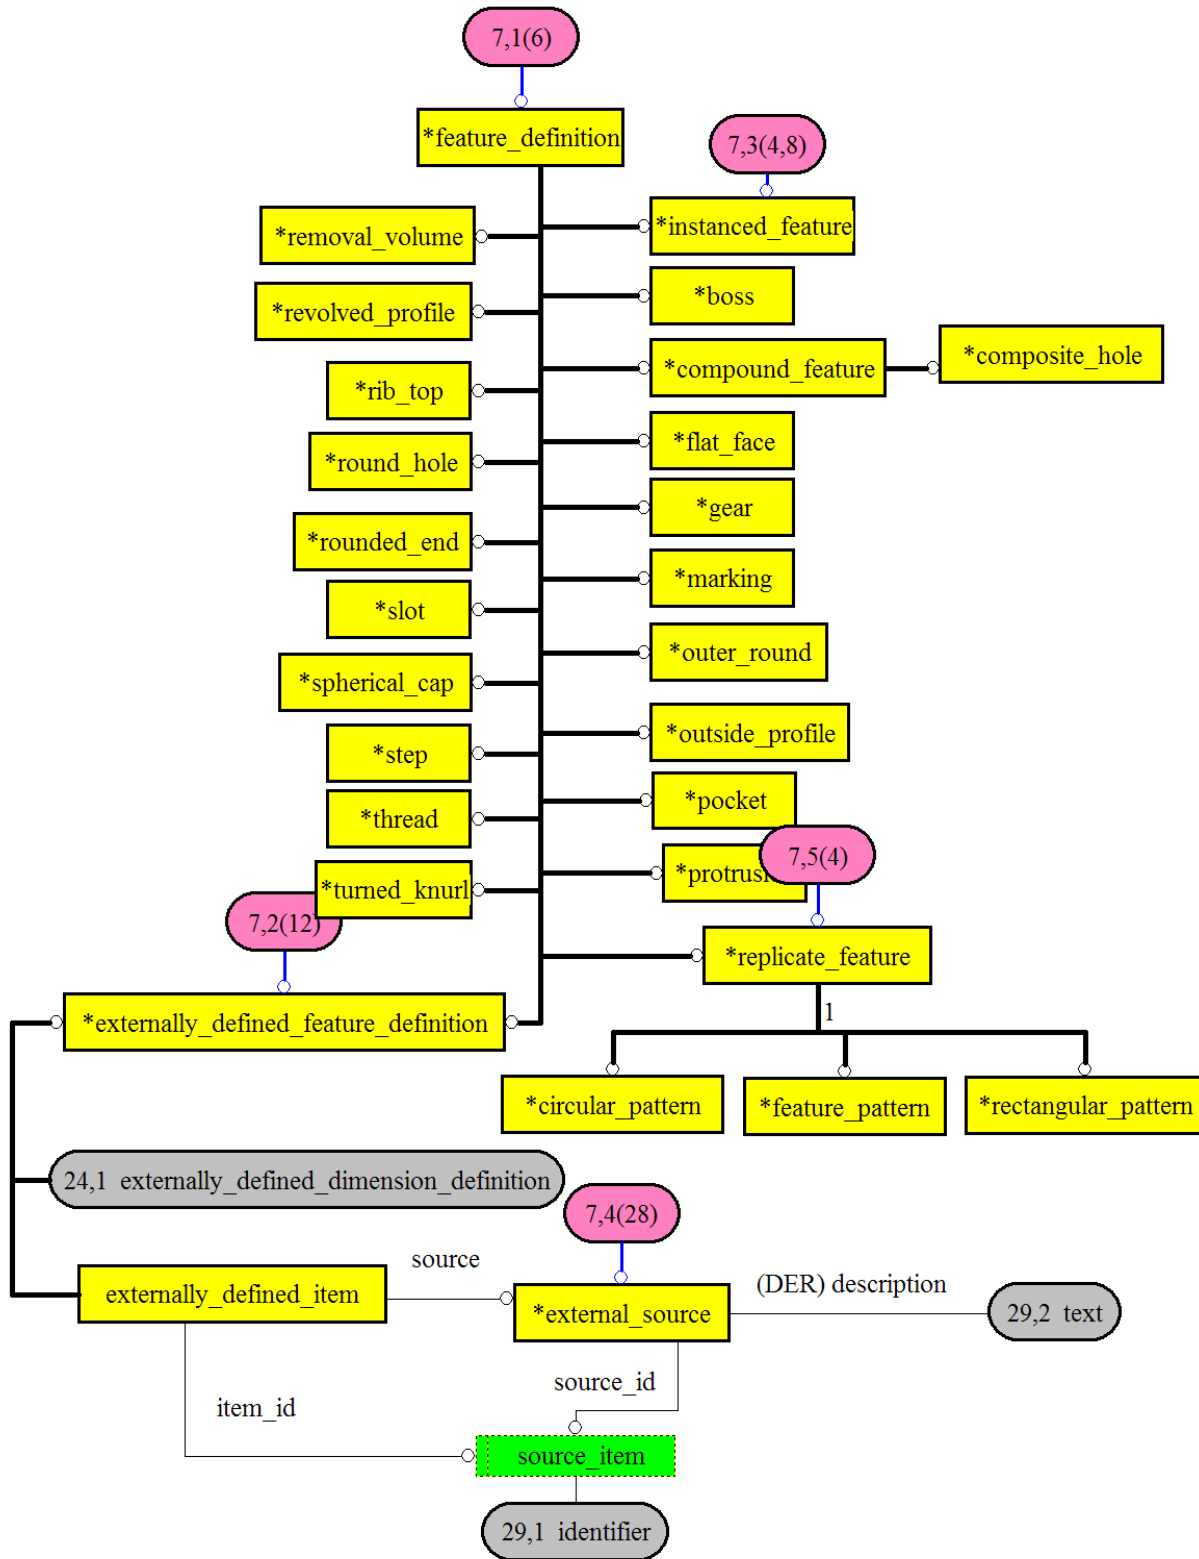 7,1(6)
*feature_definition
7,3(4,8)
*removal_volume
*instanced_feature
*revolved_profile
*boss
*compound_feature
*composite_hole
*rib_top
*round_hole
*flat_face
*gear
*rounded_end
*marking
*slot
*outer_round
*spherical_cap
*outside_profile
*step
*pocket
*thread
7,5(4)
*protrusi
*turned_knurl
7,2(12)
*replicate_feature
1
*externally_defined_feature_definition
*circular_pattern
*feature_pattern
*rectangular_pattern
24,1 externally_defined_dimension_definition
7,4(28)
source
externally_defined_item
(DER) description
*external_source
29,2 text
source_id
item_id
source_item
29,1 identifier